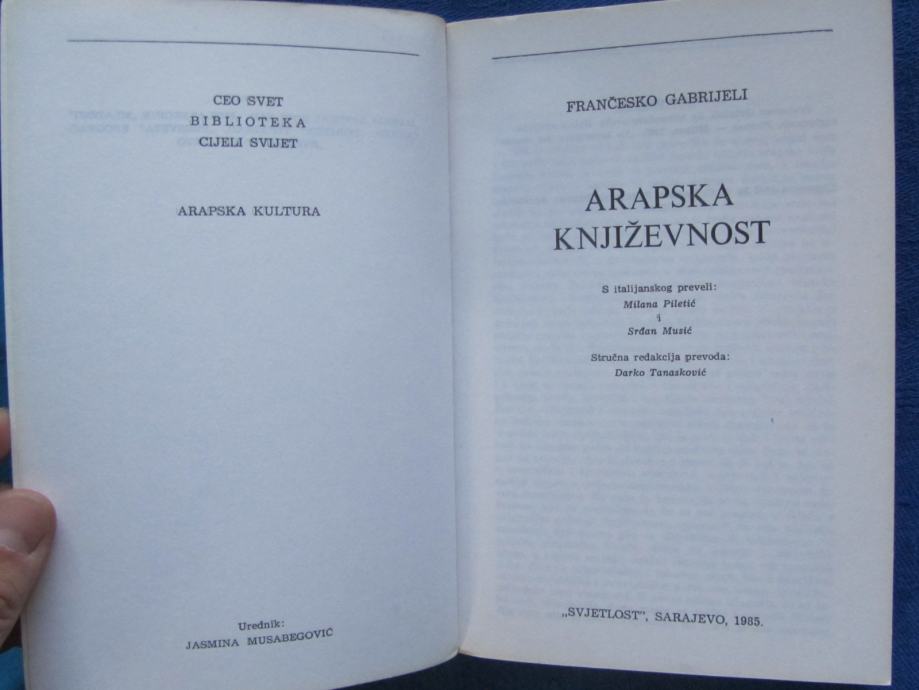 CEO SVET
BIBLIOTEKA
CIJELI SVIJET
ARAPSKA KULTURA
Urednik:
JASMINA MUSABEGOVIĆ
FRANČESKO GABRIJELI
ARAPSKA
KNJIŽEVNOST
S italijanskog preveli:
Milana Piletić
i
Srđan Musić
Stručna redakcija prevoda:
Darko Tanasković
„SVJETLOST", SARAJEVO, 1985.